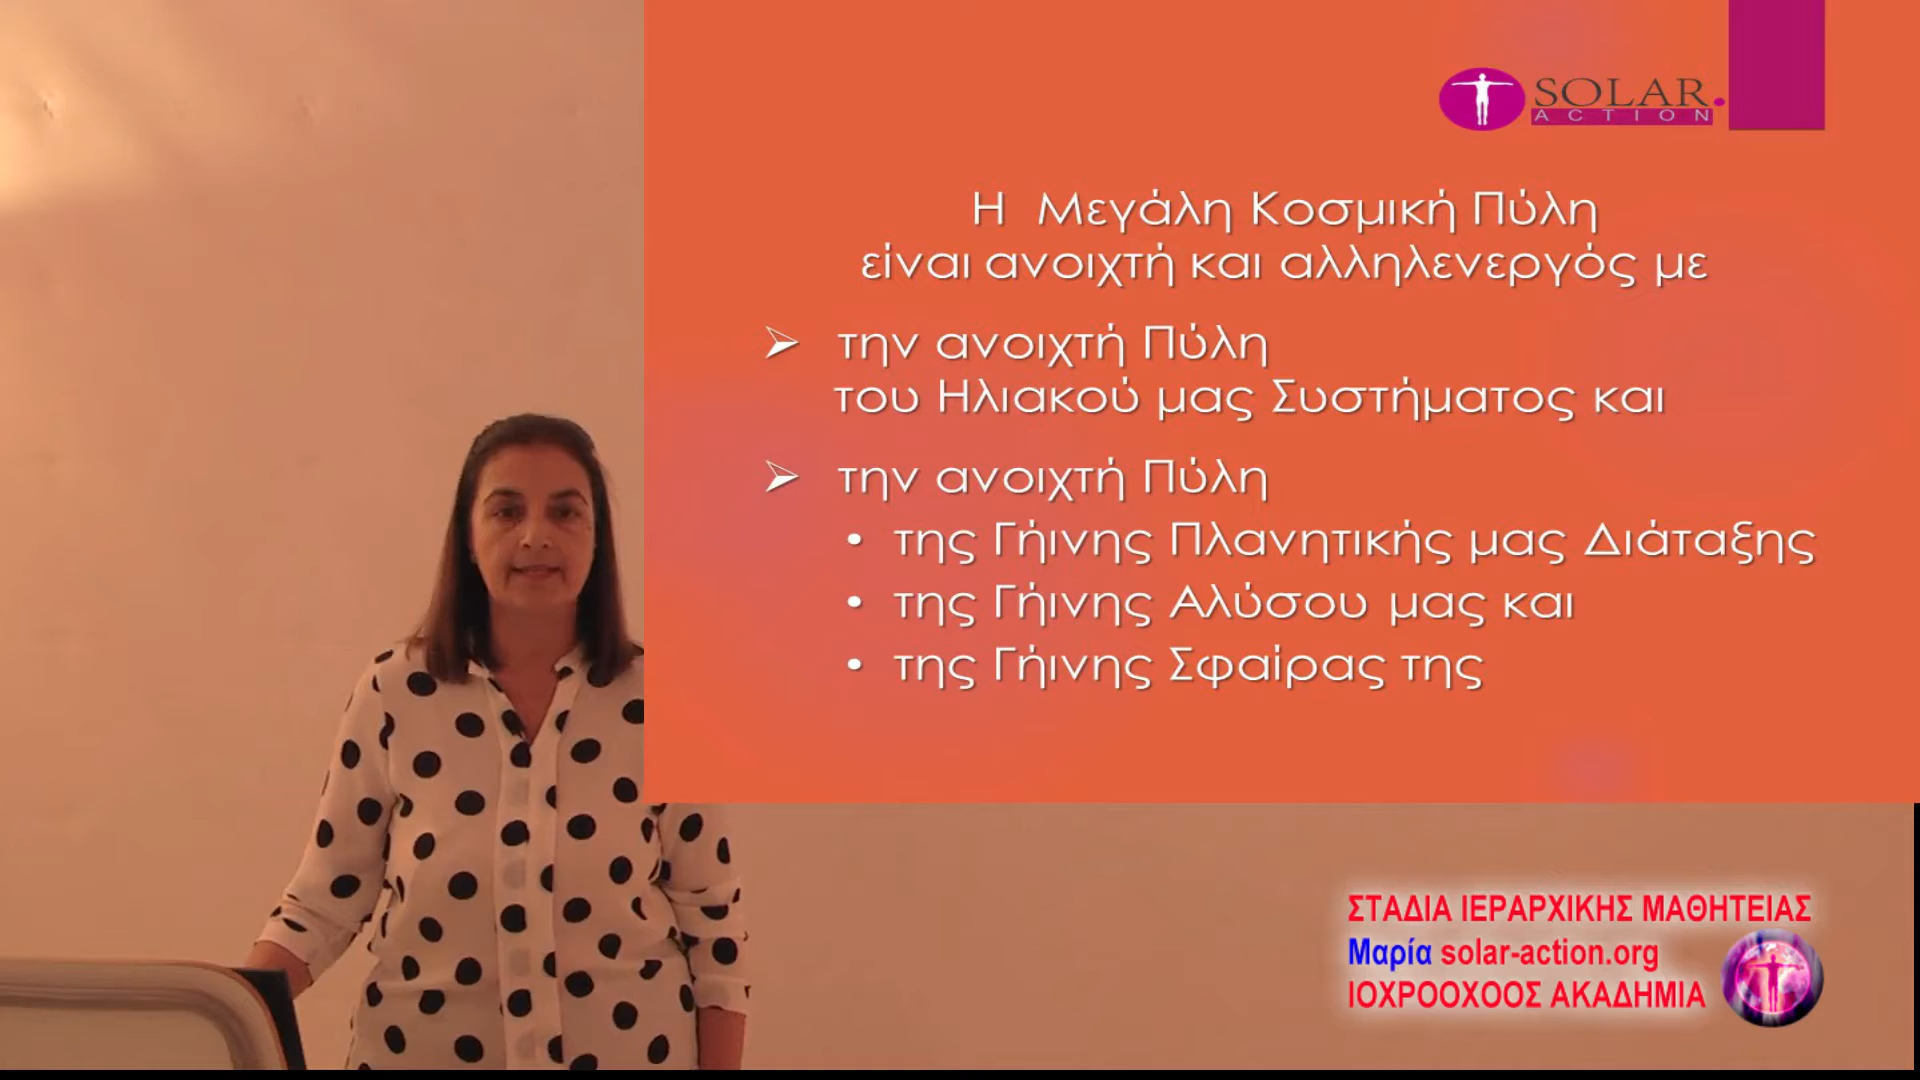 SOLAR
ACTION
Η Μεγάλη Κοσμική Πύλη
είναι ανοιχτή και αλληλενεργός με
την ανοιχτή Πύλη
του Ηλιακού μας Συστήματος και
την ανοιχτή Πύλη
• της Γήινης Πλανητικής μας Διάταξης
• της Γήινης Αλύσου μας και
• της Γήινης Σφαίρας της
ΣΤΑΔΙΑ ΙΕΡΑΡΧΙΚΗΣ ΜΑΘΗΤΕΙΑΣ
Μαρία solar-action.org
ΙΟΧΡΟΟΧΟΟΣ ΑΚΑΔΗΜΙΑ